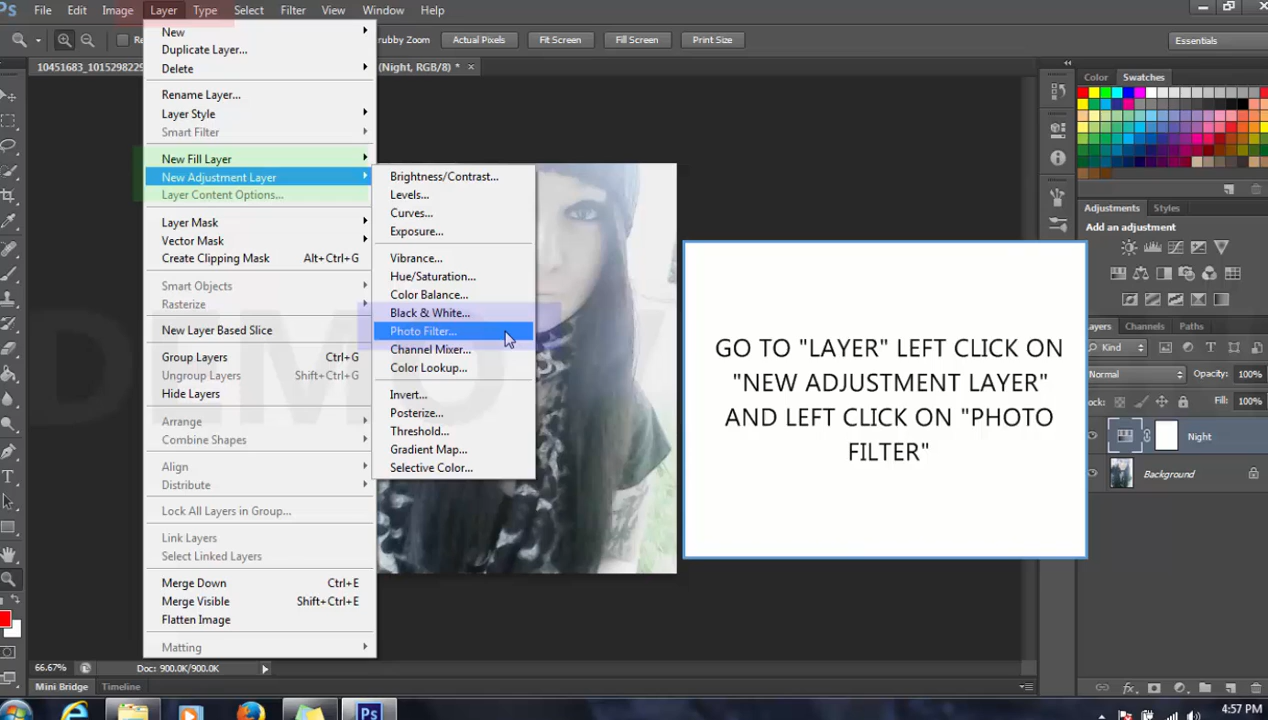 Ps File Edit Image Layer Type Select Filter View Window Help
rubby Zoom Actual Pixels Fit Screen Fill Screen Print Size Essentials
10451683_1015298229 (Night, RGB/8) *
New
Duplicate Layer...
Delete
Rename Layer...
Layer Style
Smart Filter
New Fill Layer
New Adjustment Layer
Layer Content Options...
Layer Mask
Vector Mask
Create Clipping Mask Alt+Ctrl+G
Smart Objects
Rasterize
New Layer Based Slice
Group Layers Ctrl+G
Ungroup Layers Shift+Ctrl+G
Hide Layers
Arrange
Combine Shapes
Align
Distribute
Lock All Layers in Group...
Link Layers
Select Linked Layers
Merge Down Ctrl+E
Merge Visible Shift+Ctrl+E
Flatten Image
Matting
Brightness/Contrast...
Levels...
Curves...
Exposure...
Vibrance...
Hue/Saturation...
Color Balance...
Black & White...
Photo Filter...
Channel Mixer...
Color Lookup...
Invert...
Posterize...
Threshold...
Gradient Map...
Selective Color...
DEMO
GO TO "LAYER" LEFT CLICK ON
"NEW ADJUSTMENT LAYER"
AND LEFT CLICK ON "PHOTO
FILTER"
Color Swatches
Adjustments Styles
Add an adjustment
Layers Channels Paths
Kind
Normal Opacity: 100%
Lock: Fill: 100%
Night
Background
66.67% Doc: 900.0K/900.0K
Mini Bridge Timeline
Ps
4:57 PM